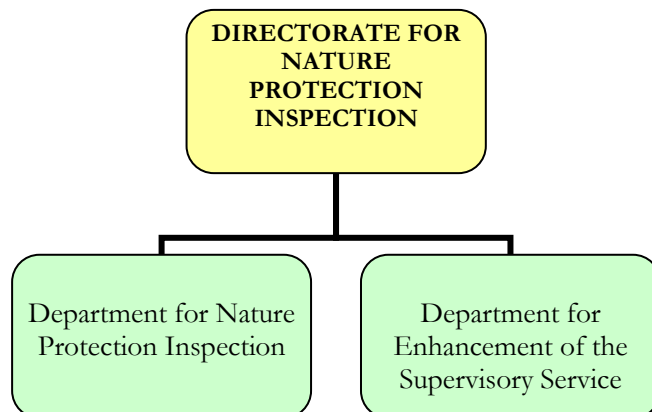 DIRECTORATE FOR
NATURE
PROTECTION
INSPECTION
Department for Nature
Protection Inspection
Department for
Enhancement of the
Supervisory Service